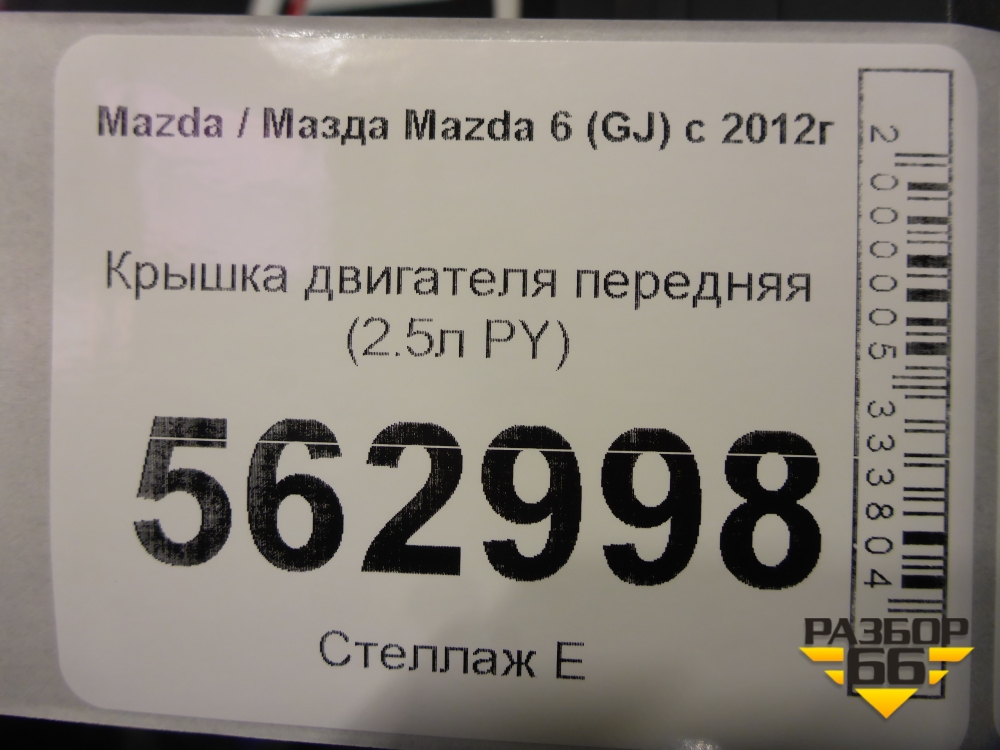 Mazda / Мазда Mazda 6 (GJ) с 2012г
Крышка двигателя передняя
(2.5л PY)
562998
Стеллаж Е
2000005333804
РАЗБОР
66